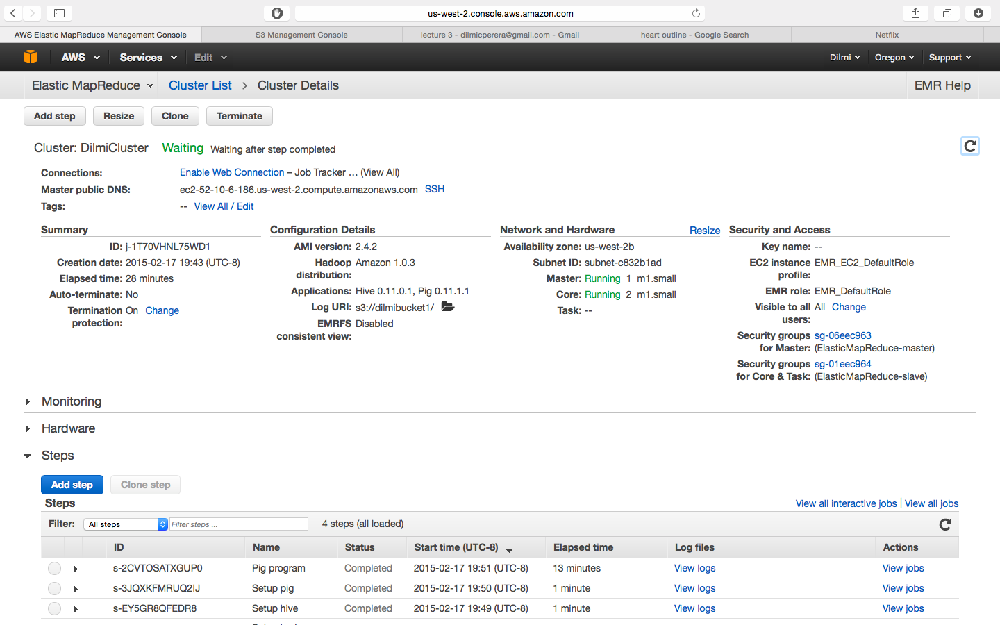 us-west-2.console.aws.amazon.com
AWS Elastic MapReduce Management Console
S3 Management Console
lecture 3 - dilmicperera@gmail.com - Gmail
heart outline - Google Search
Netflix
AWS Services Edit Dilmi Oregon Support
Elastic MapReduce Cluster List > Cluster Details EMR Help
Add step Resize Clone Terminate
Cluster: DilmiCluster Waiting Waiting after step completed
Connections: Enable Web Connection – Job Tracker ... (View All)
Master public DNS: ec2-52-10-6-186.us-west-2.compute.amazonaws.com SSH
Tags: -- View All / Edit
Summary
ID: j-1T70VHNL75WD1
Creation date: 2015-02-17 19:43 (UTC-8)
Elapsed time: 28 minutes
Auto-terminate: No
Termination On Change
protection:
Configuration Details
AMI version: 2.4.2
Hadoop Amazon 1.0.3
distribution:
Applications: Hive 0.11.0.1, Pig 0.11.1.1
Log URI: s3://dilmibucket1/
EMRFS Disabled
consistent view:
Network and Hardware Resize
Availability zone: us-west-2b
Subnet ID: subnet-c832b1ad
Master: Running 1 m1.small
Core: Running 2 m1.small
Task: --
Security and Access
Key name: --
EC2 instance EMR_EC2_DefaultRole
profile:
EMR role: EMR_DefaultRole
Visible to all All Change
users:
Security groups sg-06eec963
for Master: (ElasticMapReduce-master)
Security groups sg-01eec964
for Core & Task: (ElasticMapReduce-slave)
Monitoring
Hardware
Steps
Add step Clone step
Steps View all interactive jobs | View all jobs
Filter: All steps Filter steps ... 4 steps (all loaded)
ID Name Status Start time (UTC-8) Elapsed time Log files Actions
s-2CVTOSATXGUP0 Pig program Completed 2015-02-17 19:51 (UTC-8) 13 minutes View logs View jobs
s-3JQXKFMRUQ2IJ Setup pig Completed 2015-02-17 19:50 (UTC-8) 1 minute View logs View jobs
s-EY5GR8QFEDR8 Setup hive Completed 2015-02-17 19:49 (UTC-8) 1 minute View logs View jobs